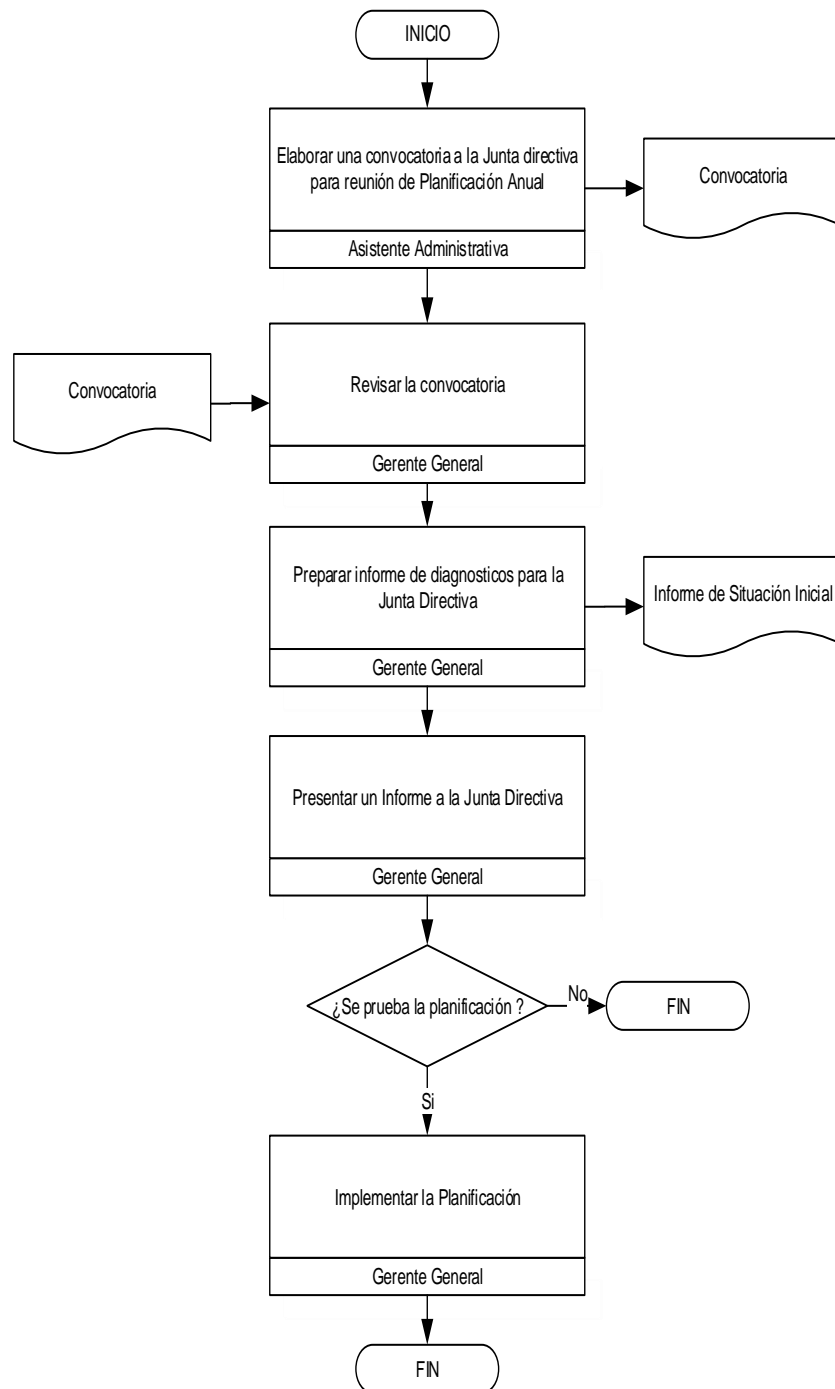 INICIO
Elaborar una convocatoria a la Junta directiva
para reunión de Planificación Anual
Convocatoria
Asistente Administrativa
Convocatoria
Revisar la convocatoria
Gerente General
Preparar informe de diagnosticos para la
Junta Directiva
Informe de Situación Inicial
Gerente General
Presentar un Informe a la Junta Directiva
Gerente General
¿Se prueba la planificación ?
No
FIN
Si
Implementar la Planificación
Gerente General
FIN